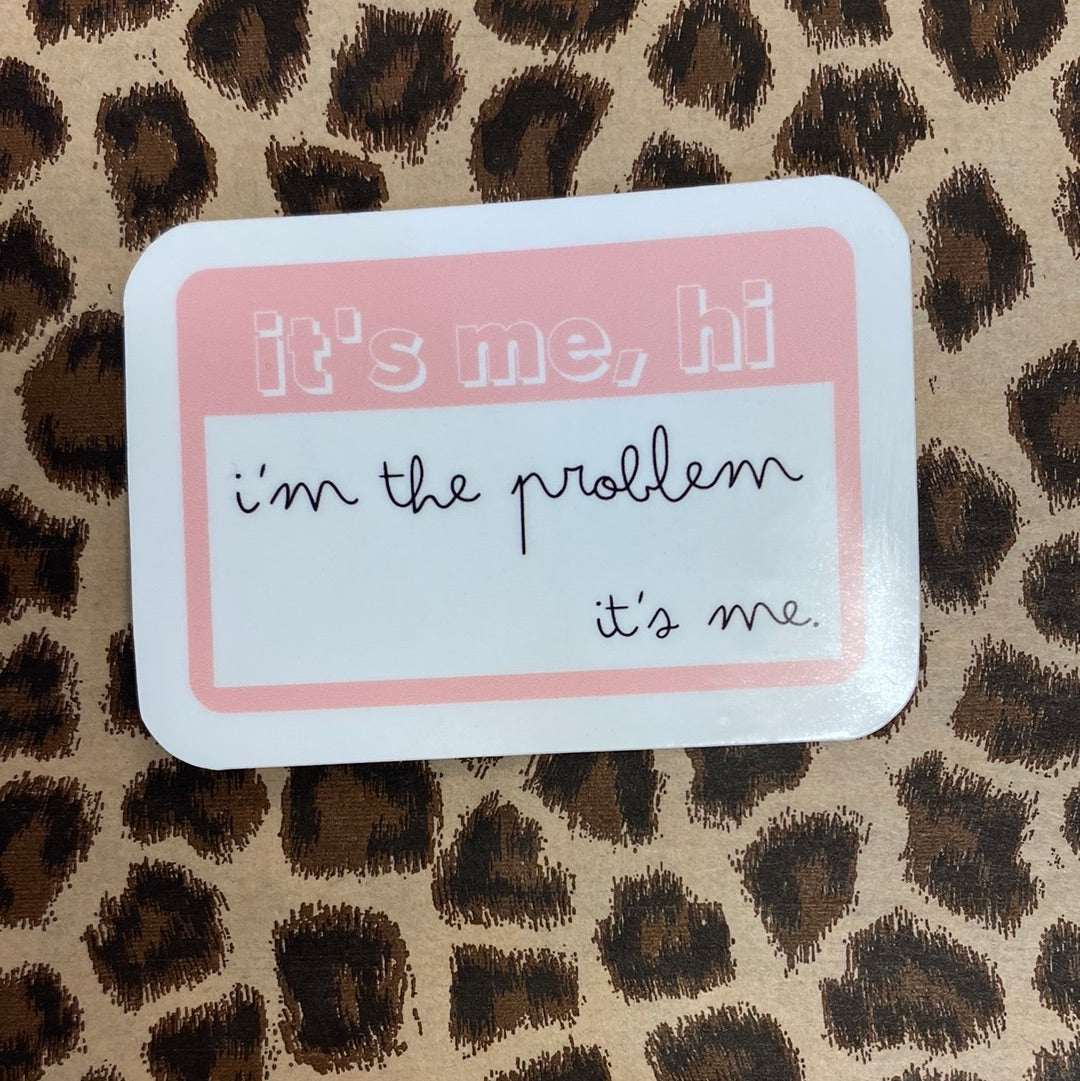 it's me, hi
i'm the problem
it's me.